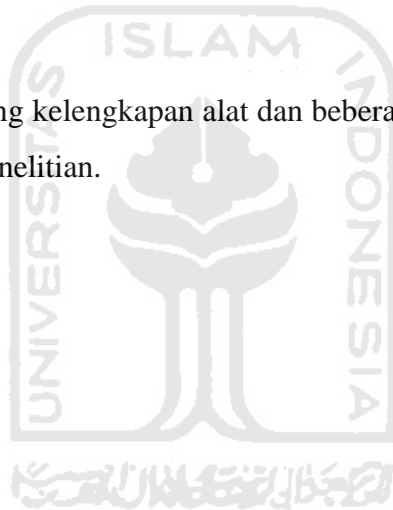 ISLAM
UNIVERSITAS
INDONESIA
ng kelengkapan alat dan bebera
nelitian.